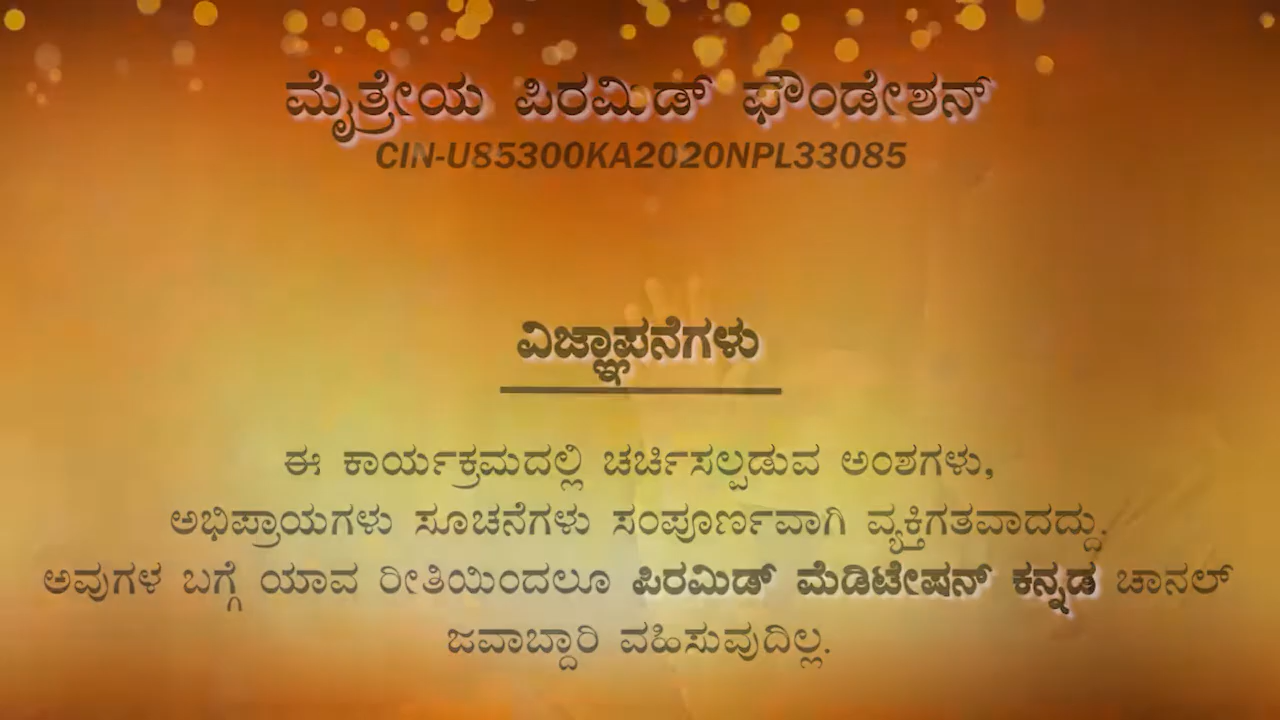 ಮೈತ್ರೇಯ ಪಿರಮಿಡ್ ಫೌಂಡೇಶನ್
CIN-U85300KA2020NPL33085
ವಿಜ್ಞಾಪನೆಗಳು
ಈ ಕಾರ್ಯಕ್ರಮದಲ್ಲಿ ಚರ್ಚಿಸಲ್ಪಡುವ ಅಂಶಗಳು,
ಅಭಿಪ್ರಾಯಗಳು ಸೂಚನೆಗಳು ಸಂಪೂರ್ಣವಾಗಿ ವ್ಯಕ್ತಿಗತವಾದದ್ದು.
ಅವುಗಳ ಬಗ್ಗೆ ಯಾವ ರೀತಿಯಿಂದಲೂ ಪಿರಮಿಡ್ ಮೆಡಿಟೇಷನ್ ಕನ್ನಡ ಚಾನಲ್
ಜವಾಬ್ದಾರಿ ವಹಿಸುವುದಿಲ್ಲ.